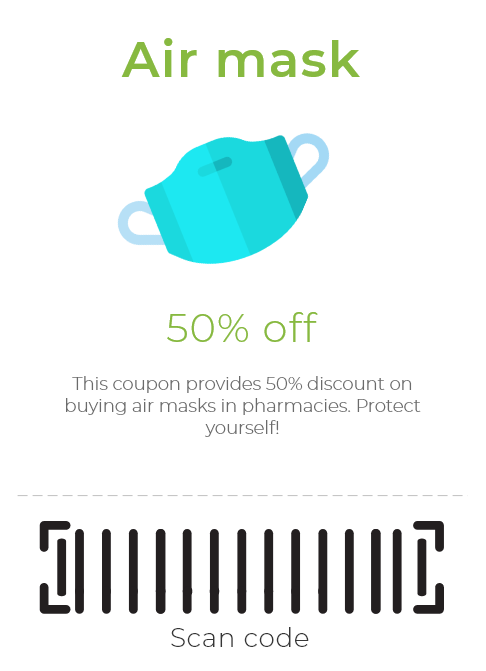 Air mask
50% off
This coupon provides 50% discount on
buying air masks in pharmacies. Protect
yourself!
Scan code